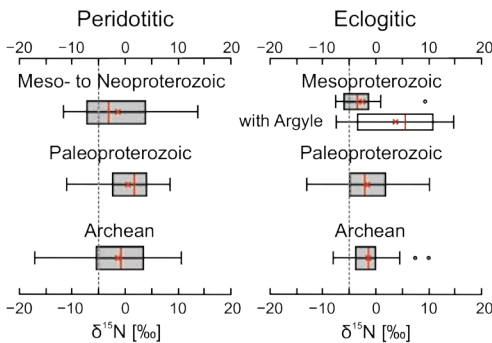 Peridotitic
Eclogitic
−20 −10 0 10 20
−20 −10 0 10 20
Meso- to Neoproterozoic
Mesoproterozoic
with Argyle
Paleoproterozoic
Paleoproterozoic
Archean
Archean
−20 −10 0 10 20
−20 −10 0 10 20
δ¹⁵N [‰]
δ¹⁵N [‰]